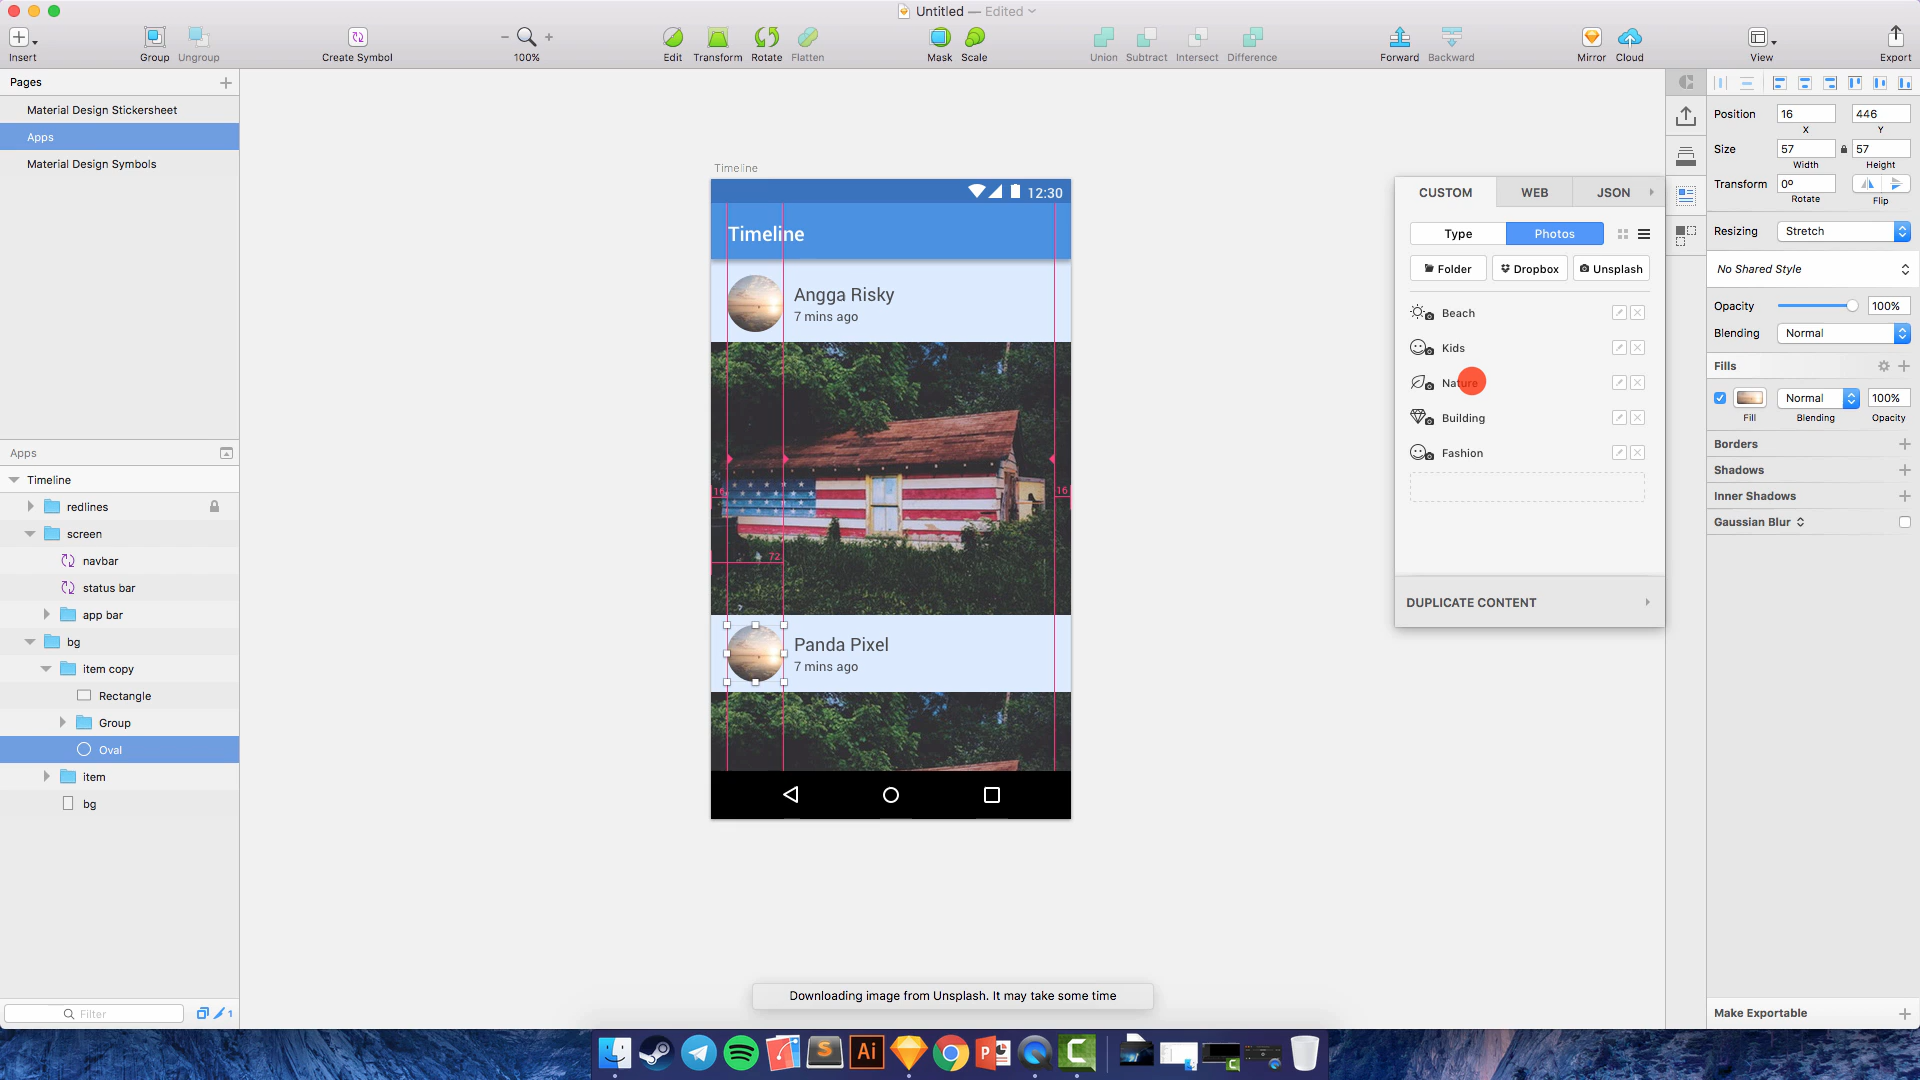 Untitled — Edited
Insert
Group
Ungroup
Create Symbol
100%
Edit
Transform
Rotate
Flatten
Mask
Scale
Union
Subtract
Intersect
Difference
Forward
Backward
Mirror
Cloud
View
Export
Pages
Material Design Stickersheet
Apps
Material Design Symbols
Apps
Timeline
redlines
screen
navbar
status bar
app bar
bg
item copy
Rectangle
Group
Oval
item
bg
Filter
1
Timeline
12:30
Timeline
Angga Risky
7 mins ago
16
16
72
Panda Pixel
7 mins ago
Downloading image from Unsplash. It may take some time
CUSTOM
WEB
JSON
Type
Photos
Folder
Dropbox
Unsplash
Beach
Kids
Nature
Building
Fashion
DUPLICATE CONTENT
Position
16
446
X
Y
Size
57
57
Width
Height
Transform
0º
Rotate
Flip
Resizing
Stretch
No Shared Style
Opacity
100%
Blending
Normal
Fills
Normal
100%
Fill
Blending
Opacity
Borders
Shadows
Inner Shadows
Gaussian Blur
Make Exportable
S
Ai
P
C